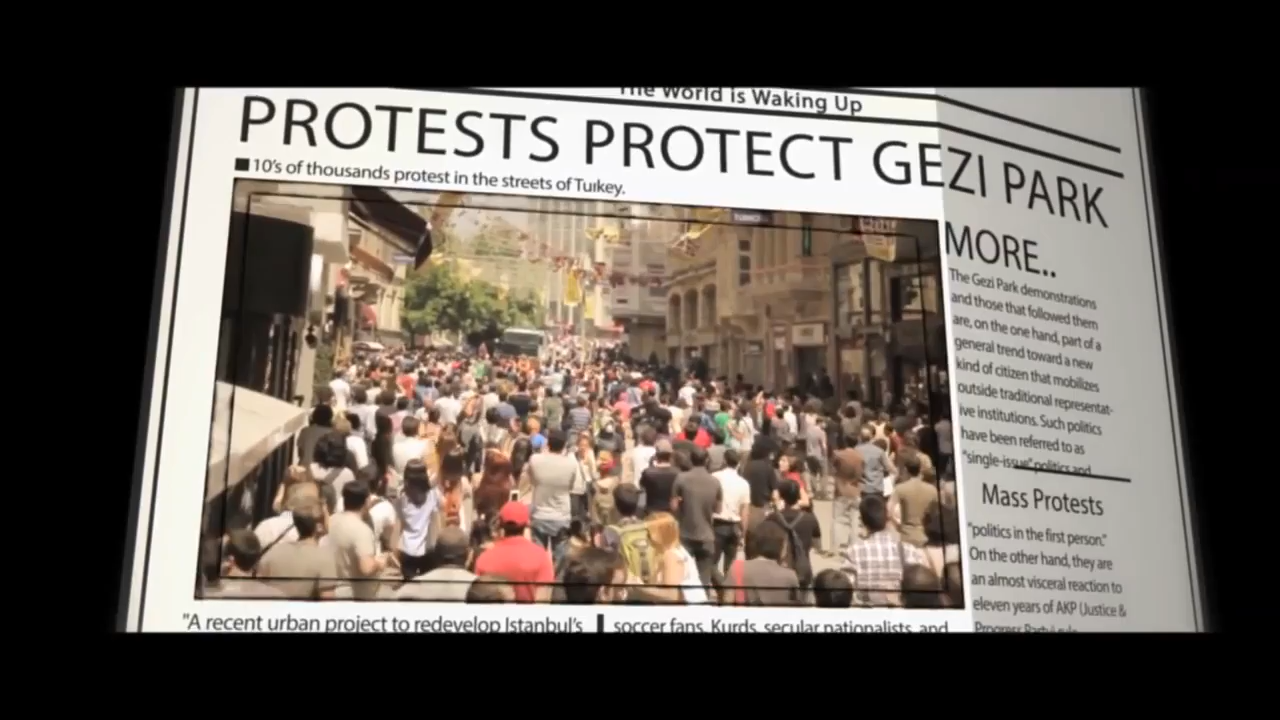 The World is Waking Up
PROTESTS PROTECT GEZI PARK
■ 10's of thousands protest in the streets of Tuıkey.
MORE..
The Gezi Park demonstrations
and those that followed them
are, on the one hand, part of a
general trend toward a new
kind of citizen that mobilizes
outside traditional representat-
ive institutions. Such politics
have been referred to as
"single-issue" politics and
Mass Protests
"politics in the first person."
On the other hand, they are
an almost visceral reaction to
eleven years of AKP (Justice &
Progress Party) rule
"A recent urban project to redevelop Istanbul's
soccer fans, Kurds, secular nationalists, and